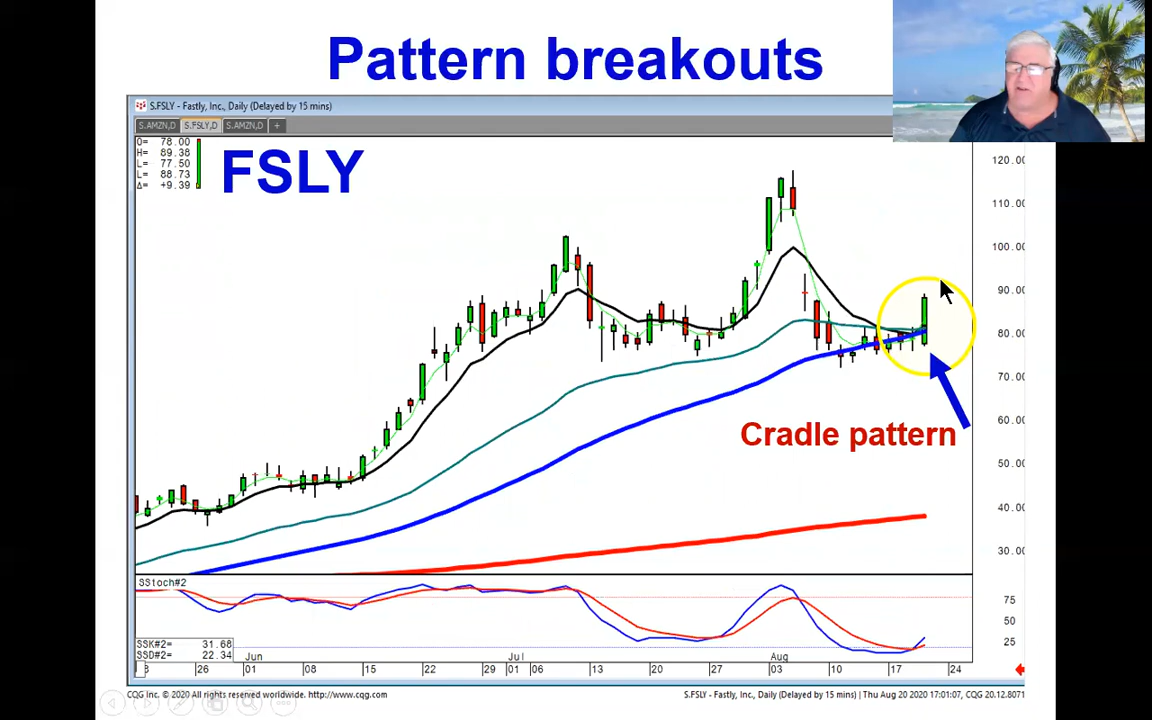 Pattern breakouts
S.FSLY - Fastly, Inc., Daily (Delayed by 15 mins)
S.AMZN,D S.FSLY,D S.AMZN,D +
O= 78.00
H= 89.38
L= 77.50
L= 88.73
Δ= +9.39
FSLY
120.00
110.00
100.00
90.00
80.00
70.00
60.00
50.00
40.00
30.00
Cradle pattern
SStoch#2
75
50
25
SSK#2= 31.68
SSD#2= 22.34
Jun Jul Aug
26 01 08 15 22 29 01 06 13 20 27 03 10 17 24
CQG Inc. © 2020 All rights reserved worldwide. http://www.cqg.com
S.FSLY - Fastly, Inc., Daily (Delayed by 15 mins) | Thu Aug 20 2020 17:01:07, CQG 20.12.8071